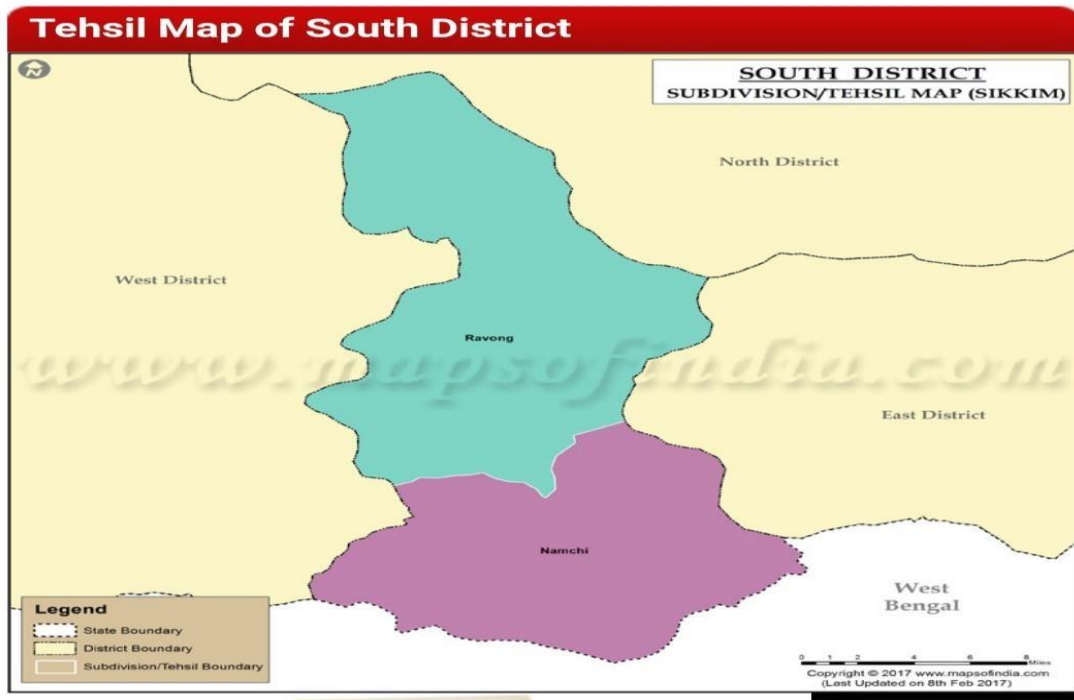 Tehsil Map of South District
N
SOUTH DISTRICT
SUBDIVISION/TEHSIL MAP (SIKKIM)
North District
West District
Ravong
www.mapsofindia.com
East District
Namchi
West
Bengal
Legend
State Boundary
District Boundary
Subdivision/Tehsil Boundary
0 1 2 4 6 8
Miles
Copyright © 2017 www.mapsofindia.com
(Last Updated on 8th Feb 2017)